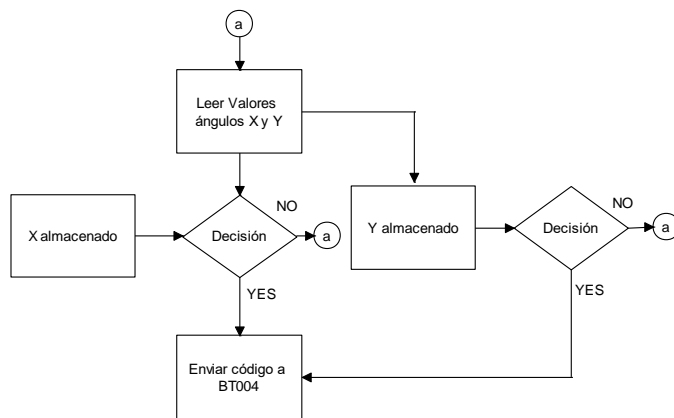 a
Leer Valores
ángulos X y Y
X almacenado
Decisión
NO
a
Y almacenado
Decisión
NO
a
YES
YES
Enviar código a
BT004